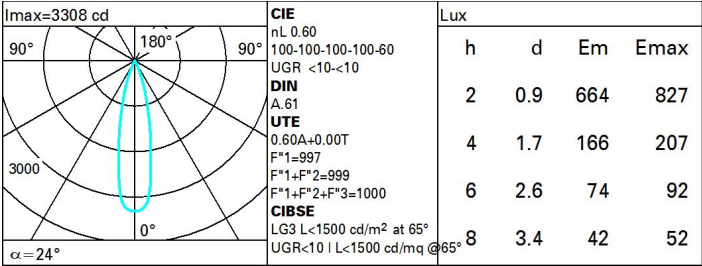 Imax=3308 cd
90°
180°
90°
3000
0°
α=24°
CIE
nL 0.60
100-100-100-100-60
UGR <10-<10
DIN
A.61
UTE
0.60A+0.00T
F"1=997
F"1+F"2=999
F"1+F"2+F"3=1000
CIBSE
LG3 L<1500 cd/m² at 65°
UGR<10 | L<1500 cd/mq @65°
Lux
h d Em Emax
2 0.9 664 827
4 1.7 166 207
6 2.6 74 92
8 3.4 42 52